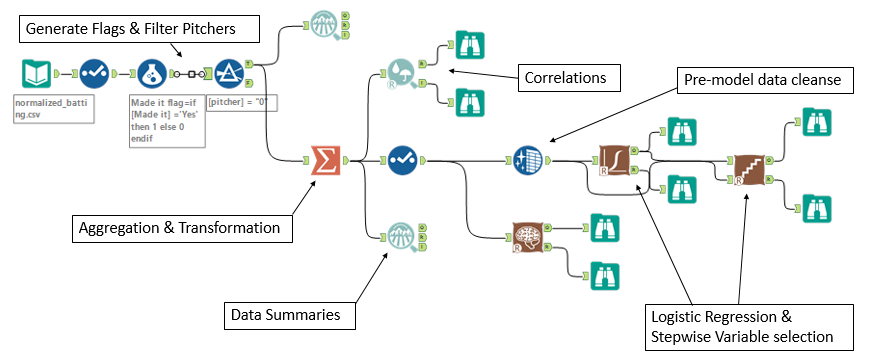 Generate Flags & Filter Pitchers
normalized_batti
ng.csv
Made it flag=if
[Made it] ='Yes'
then 1 else 0
endif
[pitcher] = "0"
Correlations
Pre-model data cleanse
Aggregation & Transformation
Data Summaries
Logistic Regression &
Stepwise Variable selection